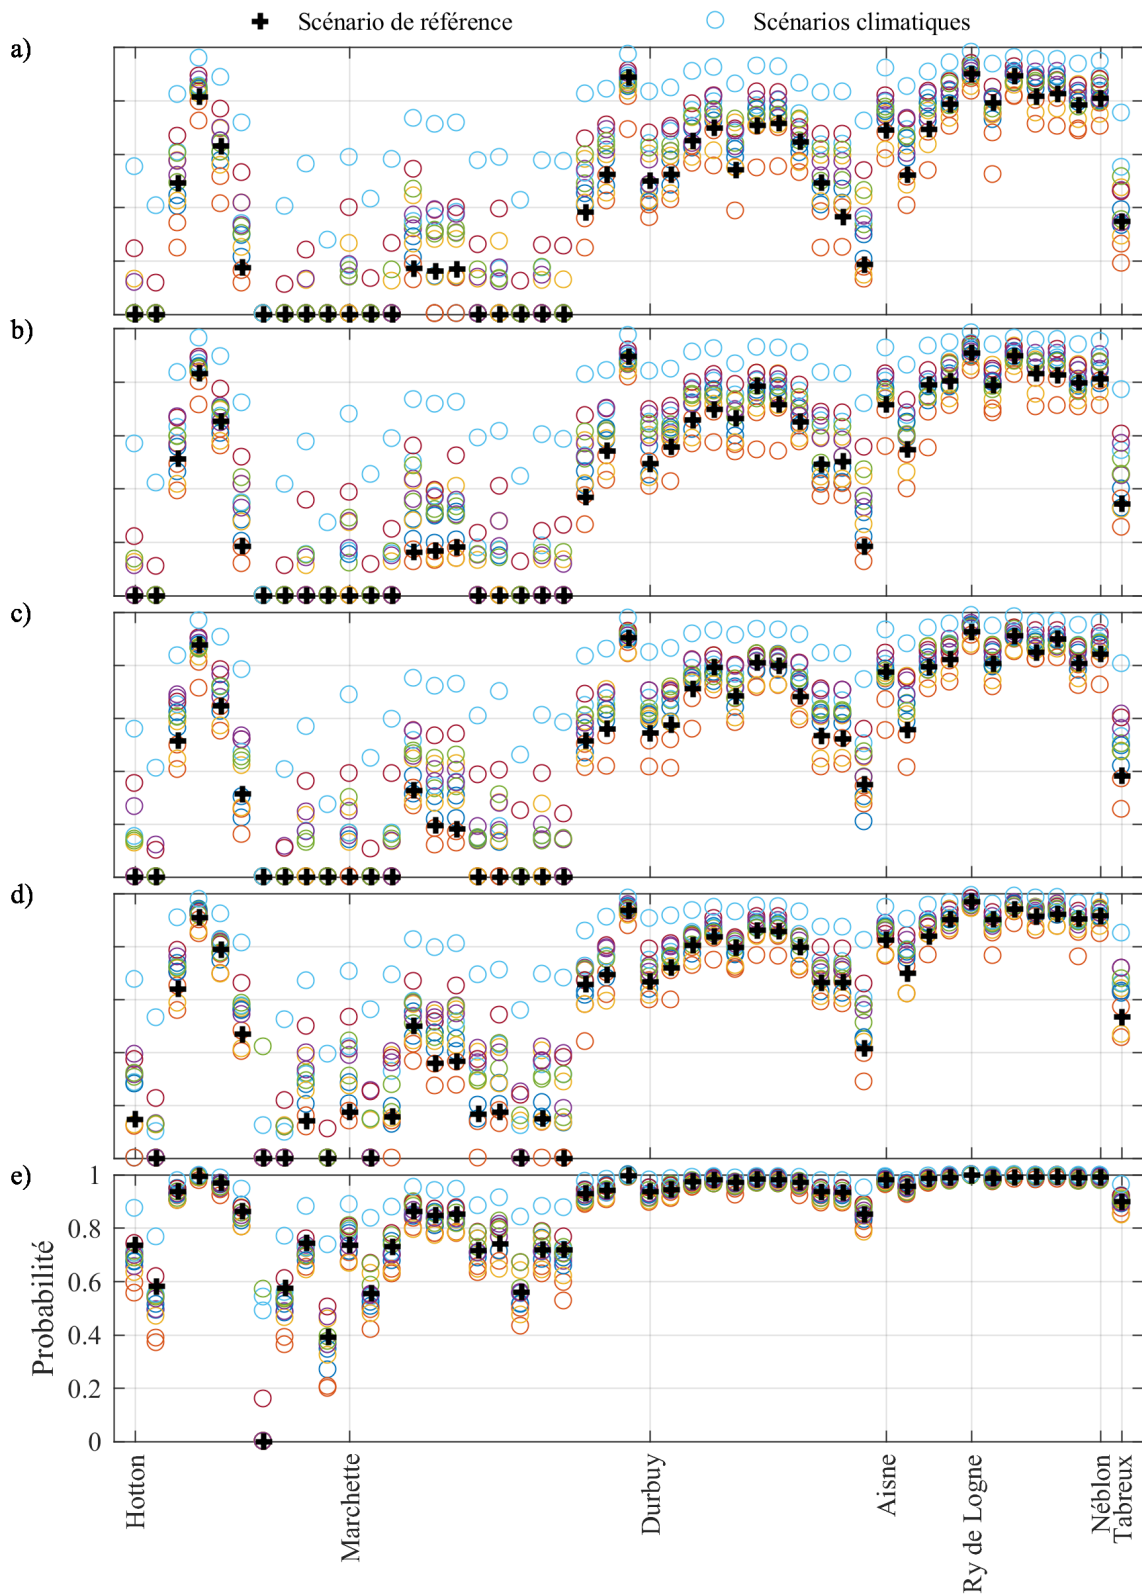 Scénario de référence
Scénarios climatiques
a)
b)
c)
d)
e)
1
0.8
0.6
0.4
0.2
0
Probabilité
Hotton
Marchette
Durbuy
Aisne
Ry de Logne
Néblon
Tabreux